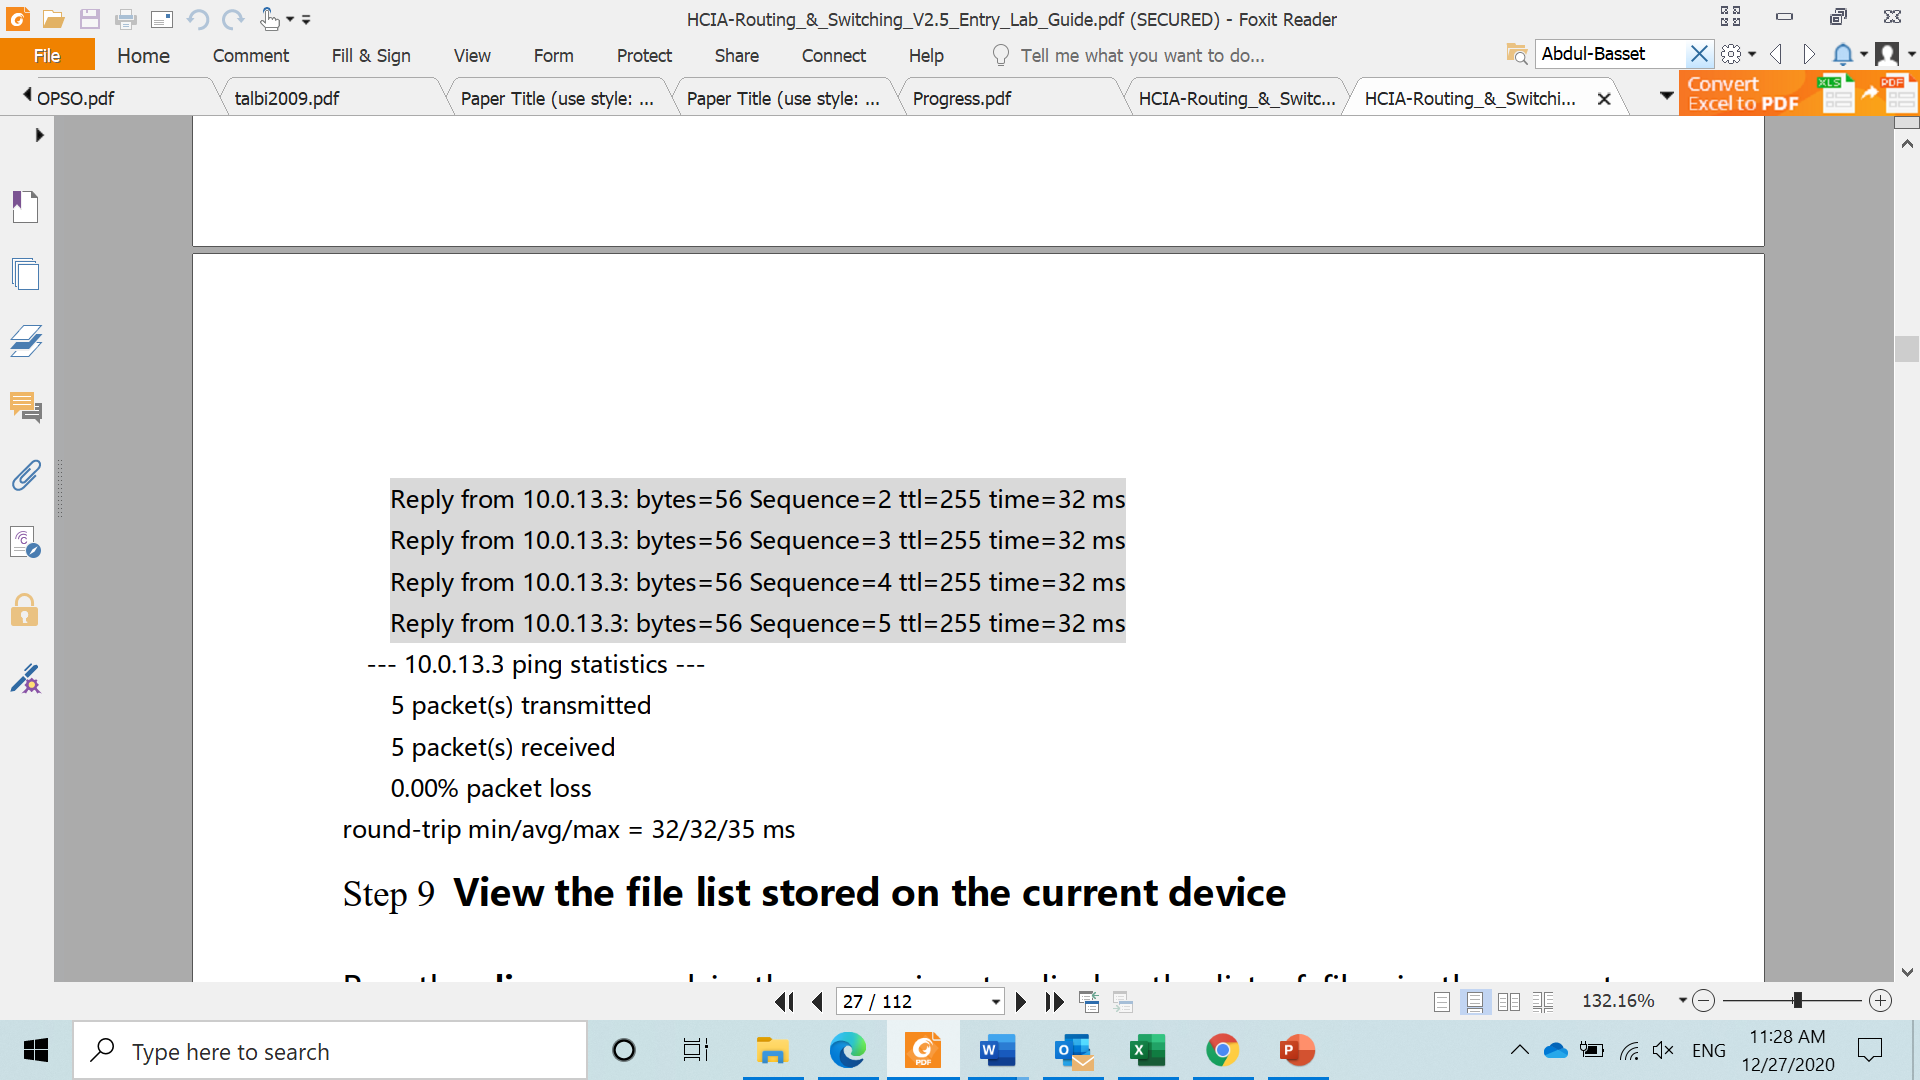 HCIA-Routing_&_Switching_V2.5_Entry_Lab_Guide.pdf (SECURED) - Foxit Reader
File Home Comment Fill & Sign View Form Protect Share Connect Help Tell me what you want to do... Abdul-Basset
OPSO.pdf talbi2009.pdf Paper Title (use style: ... Paper Title (use style: ... Progress.pdf HCIA-Routing_&_Switc... HCIA-Routing_&_Switchi...
Convert XLS PDF
Excel to PDF
Reply from 10.0.13.3: bytes=56 Sequence=2 ttl=255 time=32 ms
Reply from 10.0.13.3: bytes=56 Sequence=3 ttl=255 time=32 ms
Reply from 10.0.13.3: bytes=56 Sequence=4 ttl=255 time=32 ms
Reply from 10.0.13.3: bytes=56 Sequence=5 ttl=255 time=32 ms
--- 10.0.13.3 ping statistics ---
5 packet(s) transmitted
5 packet(s) received
0.00% packet loss
round-trip min/avg/max = 32/32/35 ms
Step 9 View the file list stored on the current device
27 / 112
132.16%
Type here to search
ENG
11:28 AM
12/27/2020